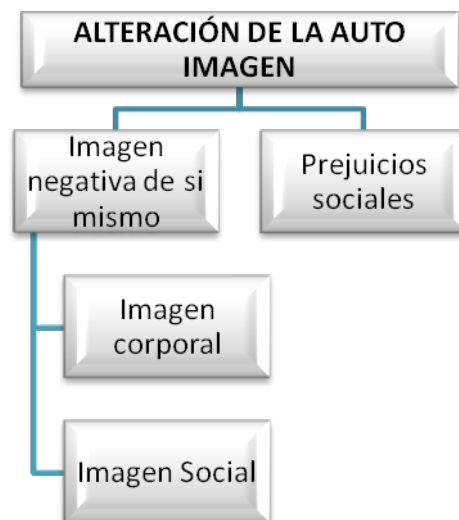 ALTERACIÓN DE LA AUTO
IMAGEN
Imagen
negativa de si
mismo
Prejuicios
sociales
Imagen
corporal
Imagen Social